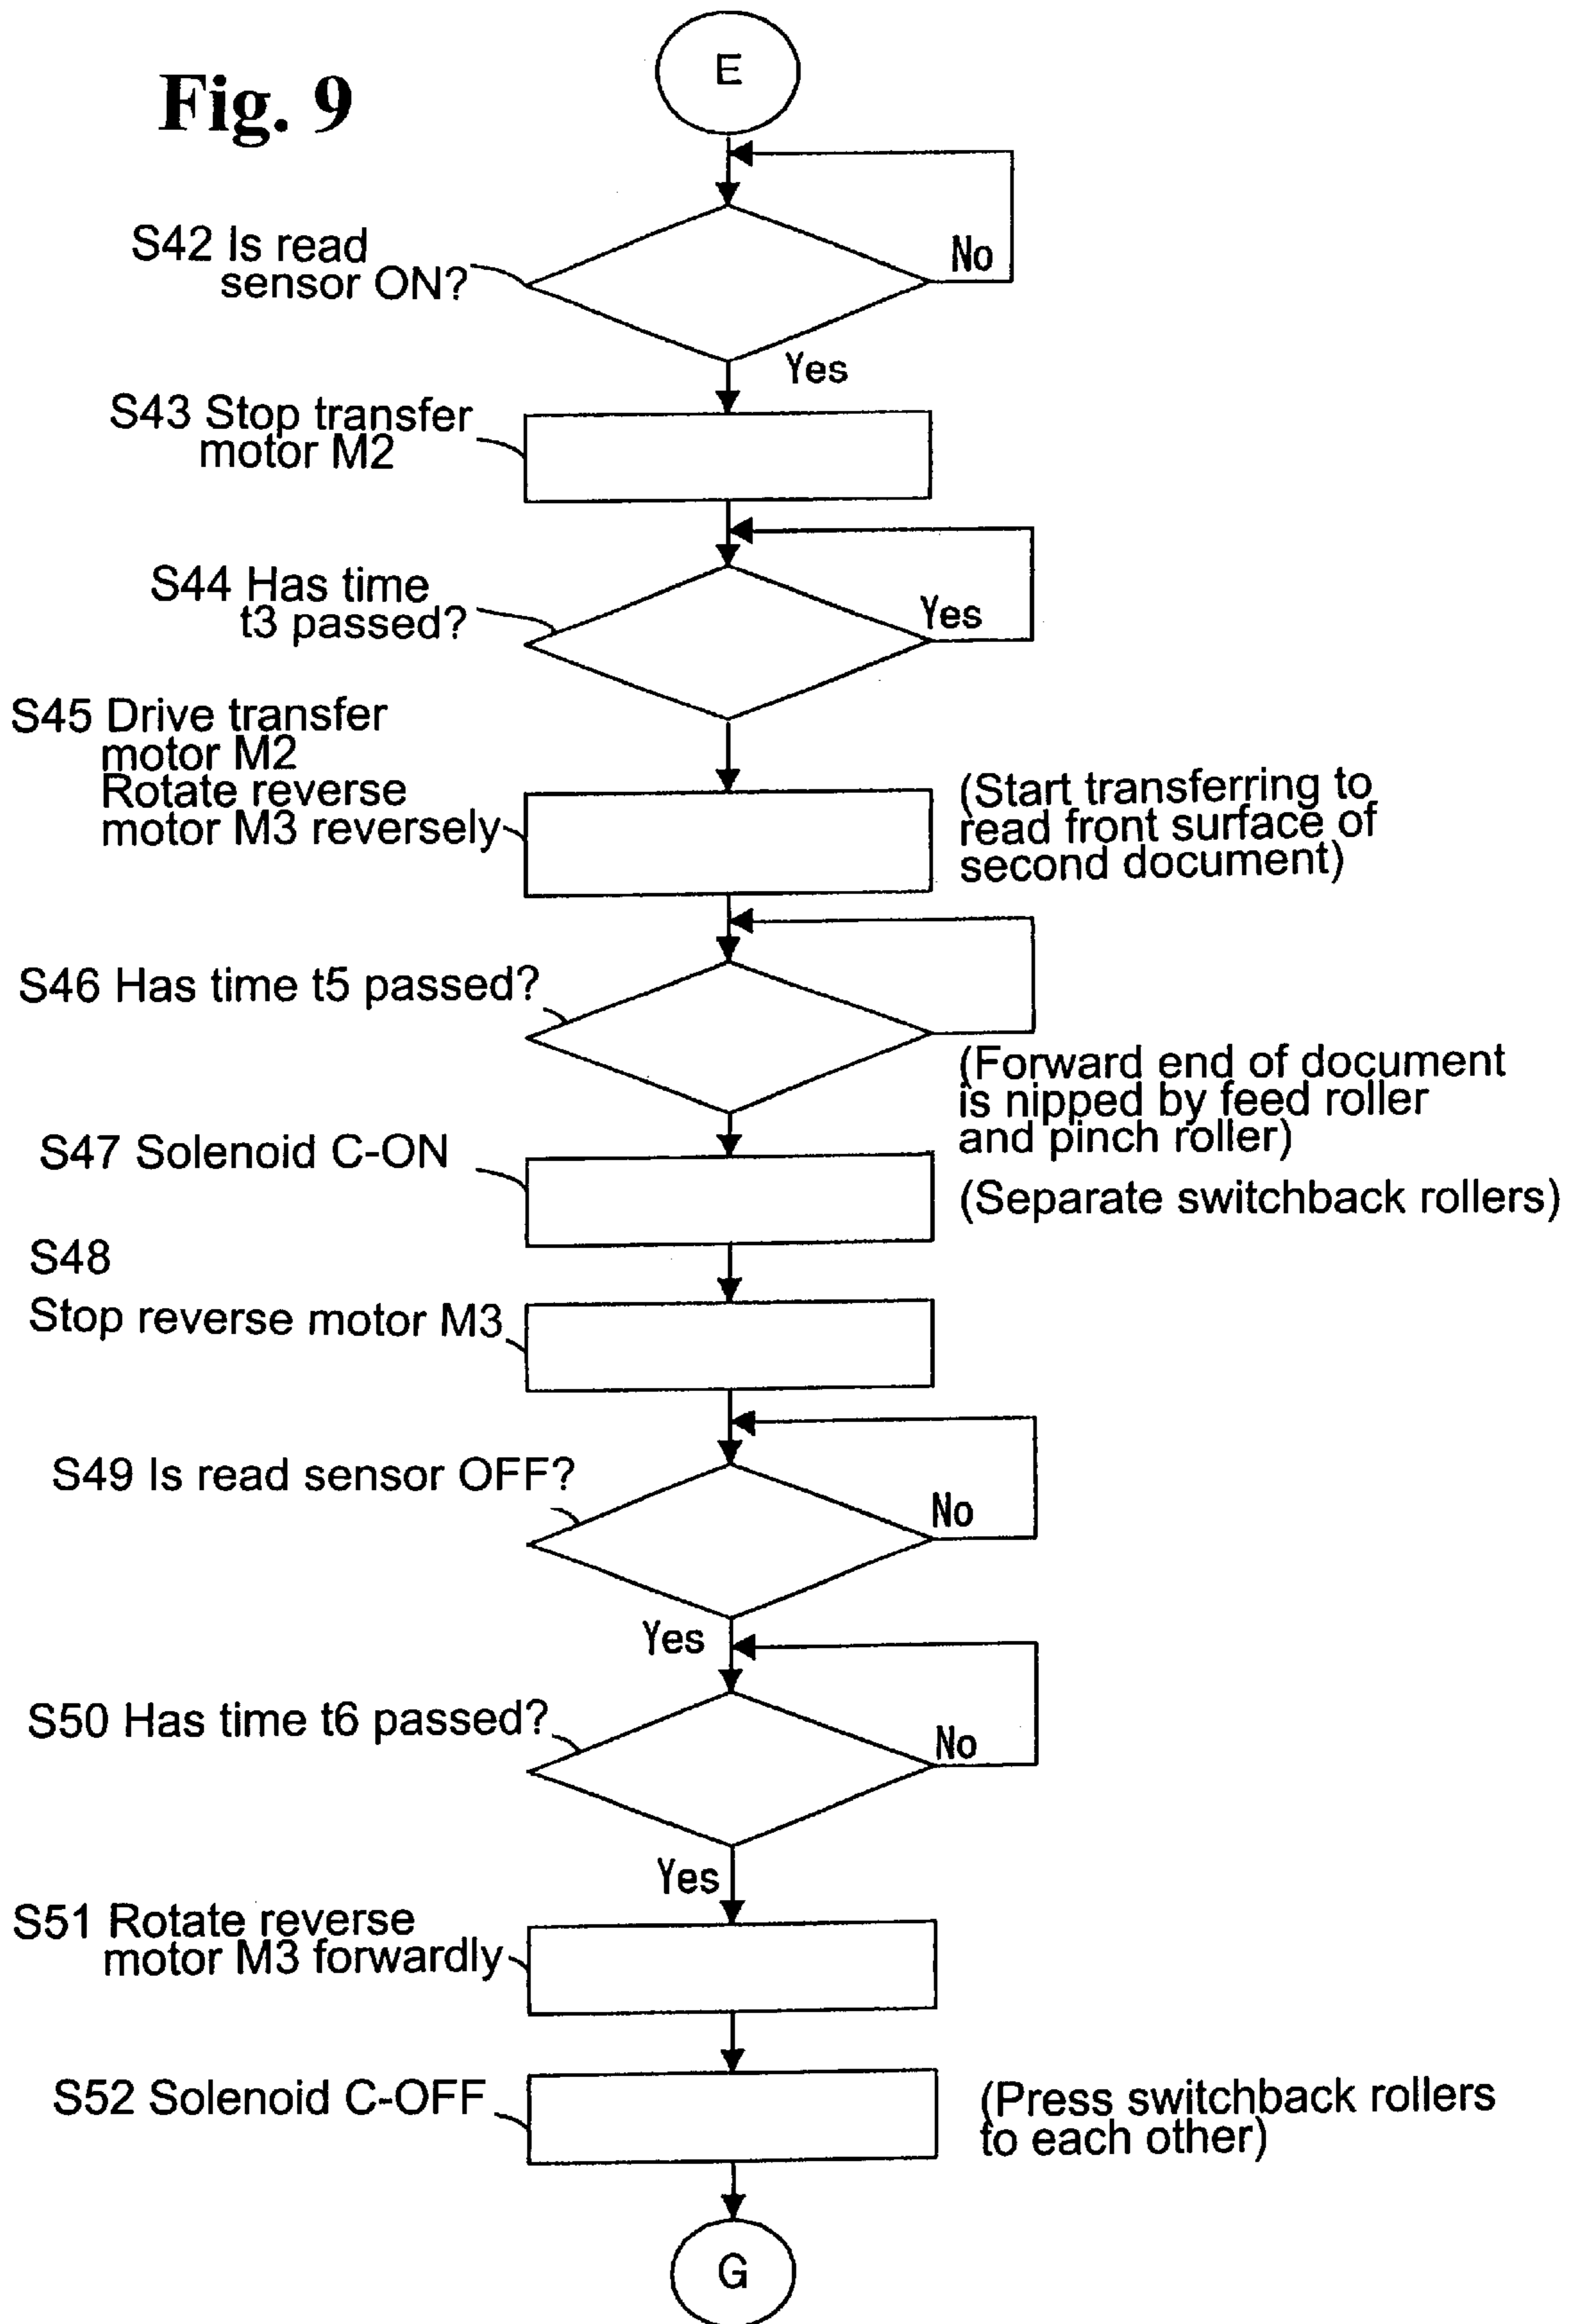 Fig. 9
E
S42 Is read
sensor ON?
No
Yes
S43 Stop transfer
motor M2
S44 Has time
t3 passed?
Yes
S45 Drive transfer
motor M2
Rotate reverse
motor M3 reversely
(Start transferring to
read front surface of
second document)
S46 Has time t5 passed?
(Forward end of document
is nipped by feed roller
and pinch roller)
S47 Solenoid C-ON
(Separate switchback rollers)
S48
Stop reverse motor M3
S49 Is read sensor OFF?
No
Yes
S50 Has time t6 passed?
No
Yes
S51 Rotate reverse
motor M3 forwardly
S52 Solenoid C-OFF
(Press switchback rollers
to each other)
G